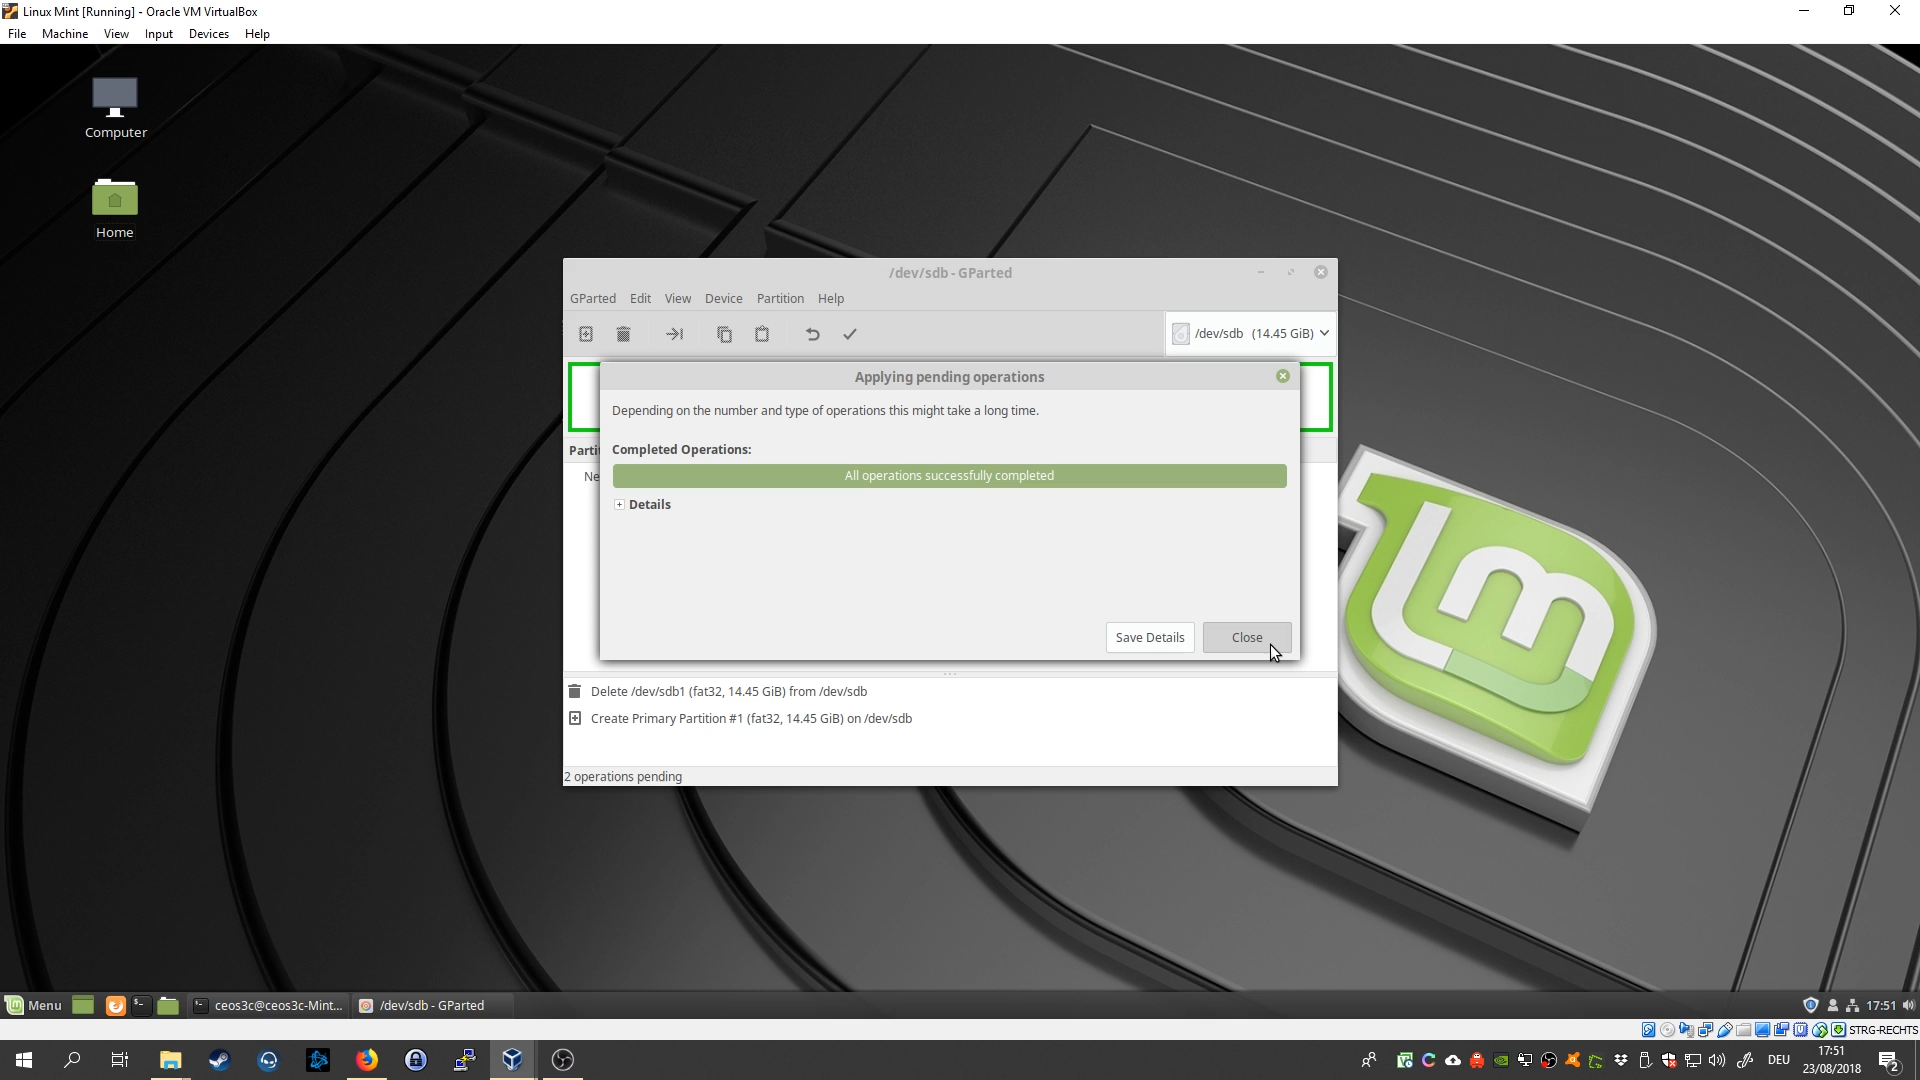 Linux Mint [Running] - Oracle VM VirtualBox
File Machine View Input Devices Help
Computer
Home
/dev/sdb - GParted
GParted Edit View Device Partition Help
/dev/sdb (14.45 GiB)
Applying pending operations
Depending on the number and type of operations this might take a long time.
Completed Operations:
All operations successfully completed
Details
Save Details Close
Delete /dev/sdb1 (fat32, 14.45 GiB) from /dev/sdb
Create Primary Partition #1 (fat32, 14.45 GiB) on /dev/sdb
2 operations pending
Menu ceos3c@ceos3c-Mint... /dev/sdb - GParted 17:51
STRG-RECHTS
DEU 17:51
23/08/2018
2